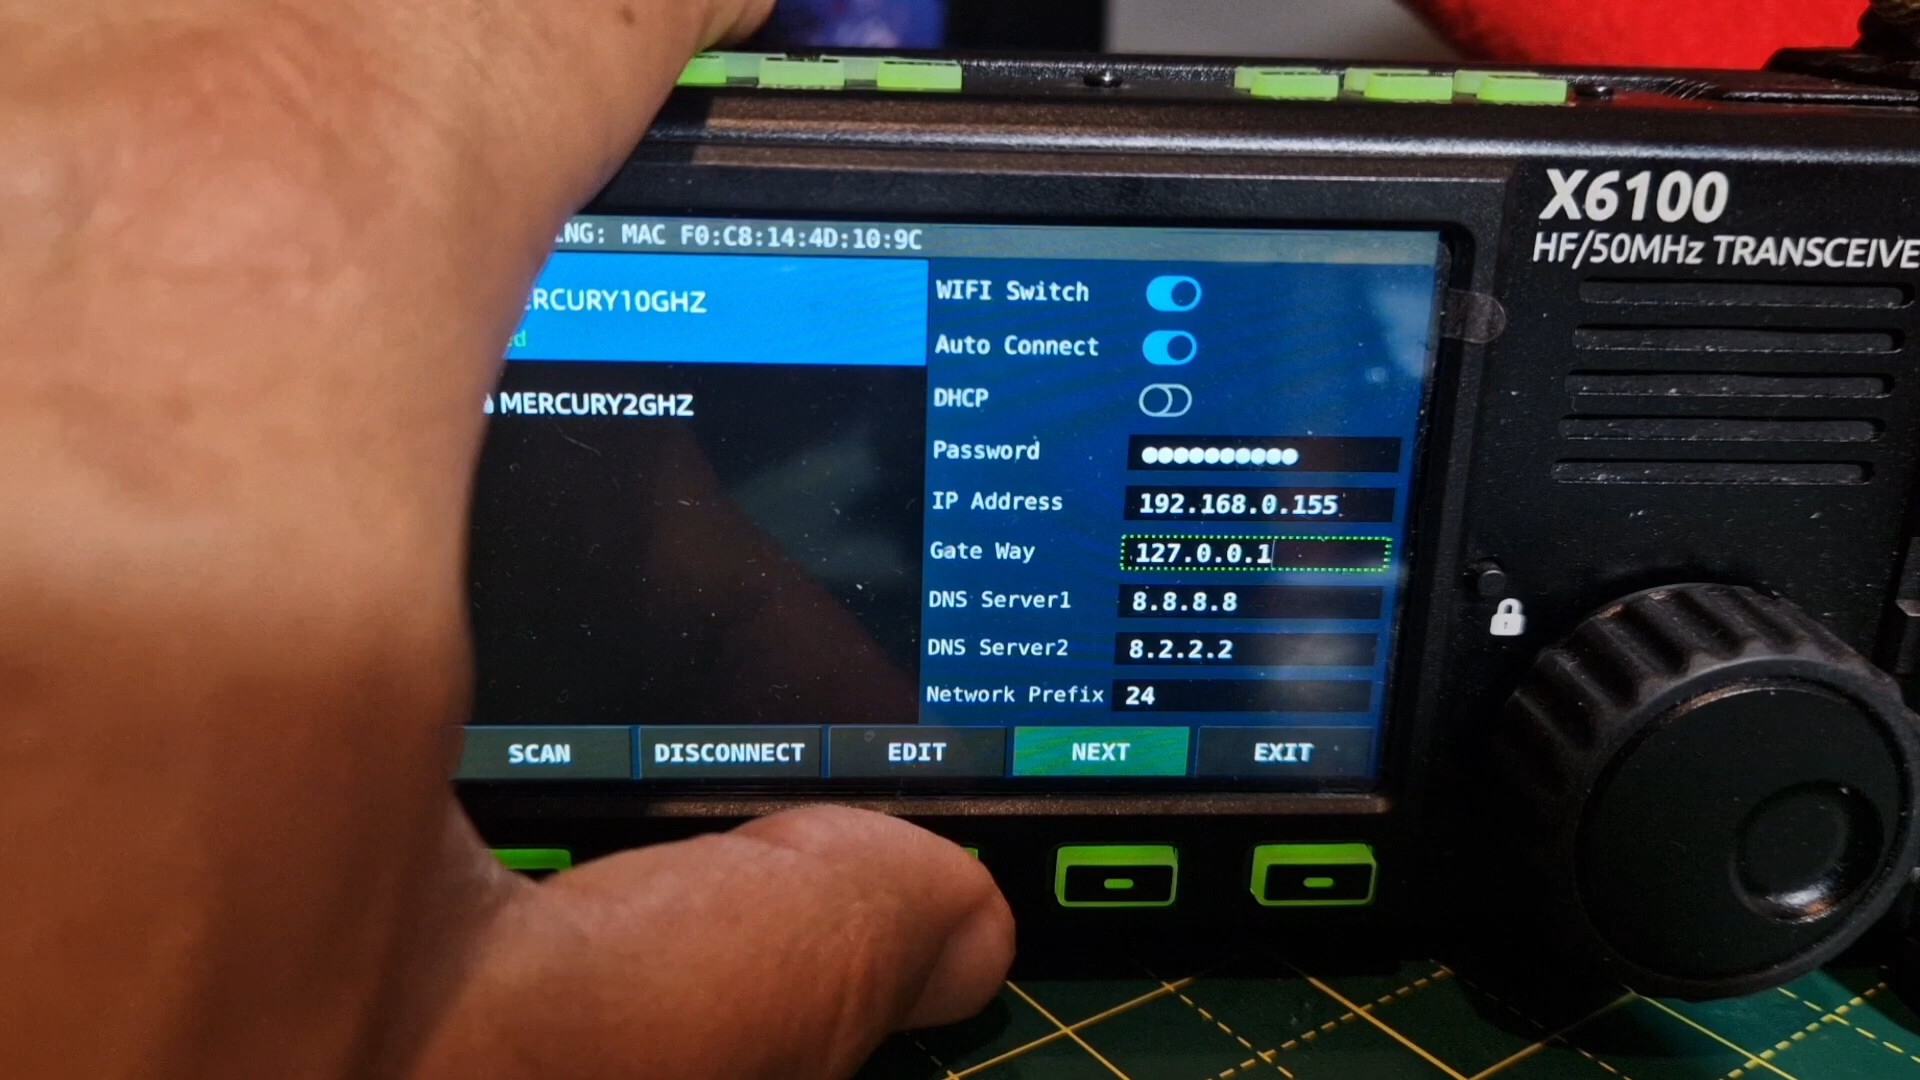 X6100
HF/50MHz TRANSCEIVE
NG: MAC F0:C8:14:4D:10:9C
ERCURY10GHZ
ed
MERCURY2GHZ
WIFI Switch
Auto Connect
DHCP
Password ●●●●●●●●●●
IP Address 192.168.0.155
Gate Way 127.0.0.1
DNS Server1 8.8.8.8
DNS Server2 8.2.2.2
Network Prefix 24
SCAN DISCONNECT EDIT NEXT EXIT